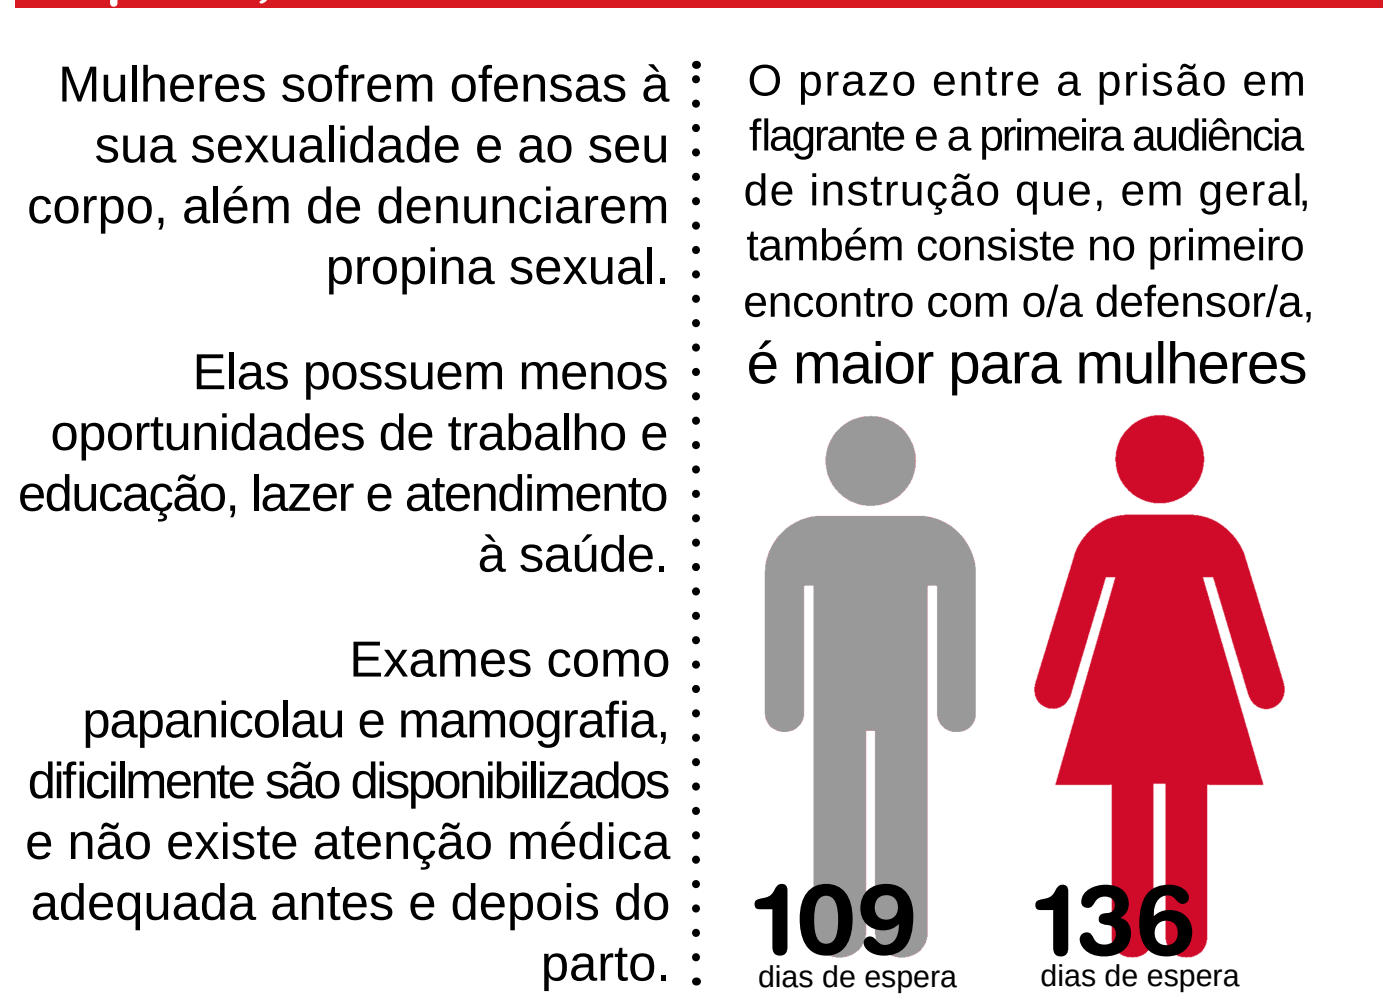 Mulheres sofrem ofensas à
sua sexualidade e ao seu
corpo, além de denunciarem
propina sexual.
Elas possuem menos
oportunidades de trabalho e
educação, lazer e atendimento
à saúde.
Exames como
papanicolau e mamografia,
dificilmente são disponibilizados
e não existe atenção médica
adequada antes e depois do
parto.
O prazo entre a prisão em
flagrante e a primeira audiência
de instrução que, em geral,
também consiste no primeiro
encontro com o/a defensor/a,
é maior para mulheres
109
dias de espera
136
dias de espera